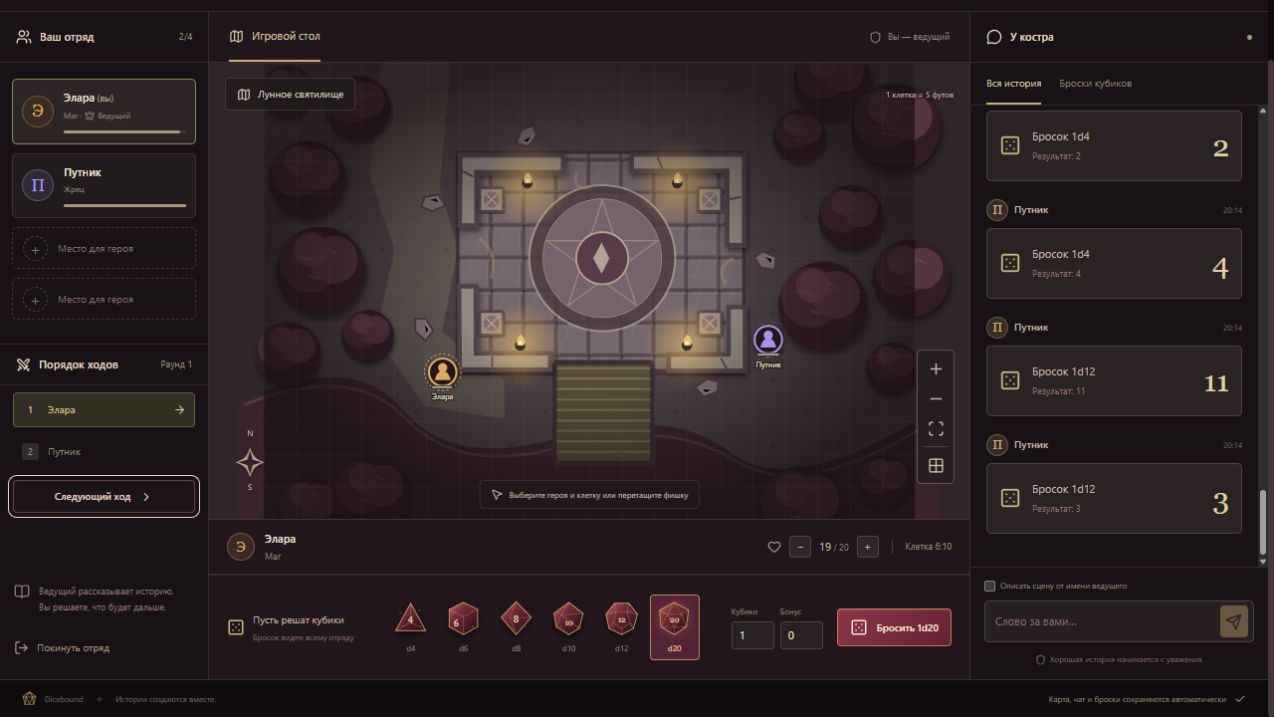 Ваш отряд
2/4
Э
Элара (вы)
Маг · Ведущий
П
Путник
Жрец
+ Место для героя
+ Место для героя
Порядок ходов
Раунд 1
1 Элара
2 Путник
Следующий ход
Ведущий рассказывает историю.
Вы решаете, что будет дальше.
Покинуть отряд
Игровой стол
Вы — ведущий
Лунное святилище
1 клетка = 5 футов
Элара
Путник
N
S
Выберите героя и клетку или перетащите фишку
Э
Элара
Маг
− 19 / 20 +
Клетка 6:10
Пусть решат кубики
Бросок виден всему отряду
4
d4
6
d6
8
d8
10
d10
12
d12
20
d20
Кубики
1
Бонус
0
Бросить 1d20
У костра
Вся история
Броски кубиков
Бросок 1d4
Результат: 2
2
П Путник 20:14
Бросок 1d4
Результат: 4
4
П Путник 20:14
Бросок 1d12
Результат: 11
11
П Путник 20:14
Бросок 1d12
Результат: 3
3
Описать сцену от имени ведущего
Слово за вами...
Хорошая история начинается с уважения.
Dicebound
Истории создаются вместе.
Карта, чат и броски сохраняются автоматически